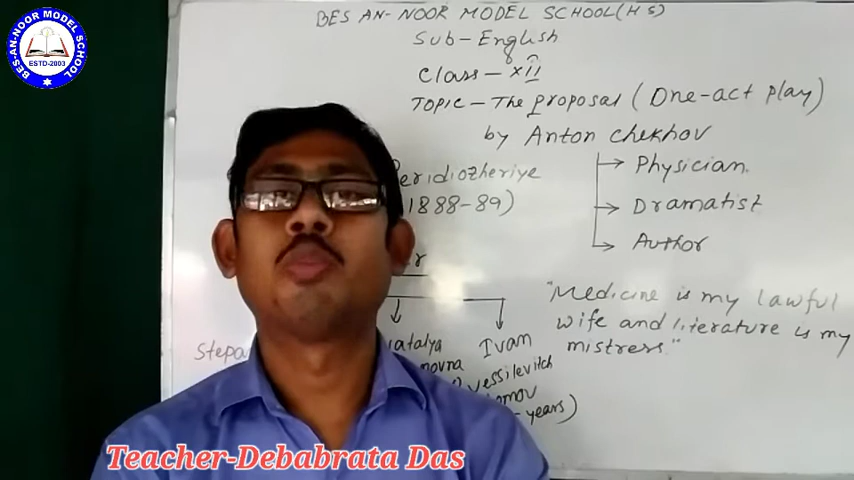 BES-AN-NOOR MODEL SCHOOL
ESTD-2003
BES AN-NOOR MODEL SCHOOL(H S)
Sub-English
Class-XII
Topic-The Proposal (One-act play)
by Anton Chekhov
Peridiozheriye
1888-89)
Physician
Dramatist
Author
"Medicine is my lawful
wife and literature is my
mistress"
Stepa
atalya
Ivan
vessilevitch
omov
-years)
Teacher-Debabrata Das